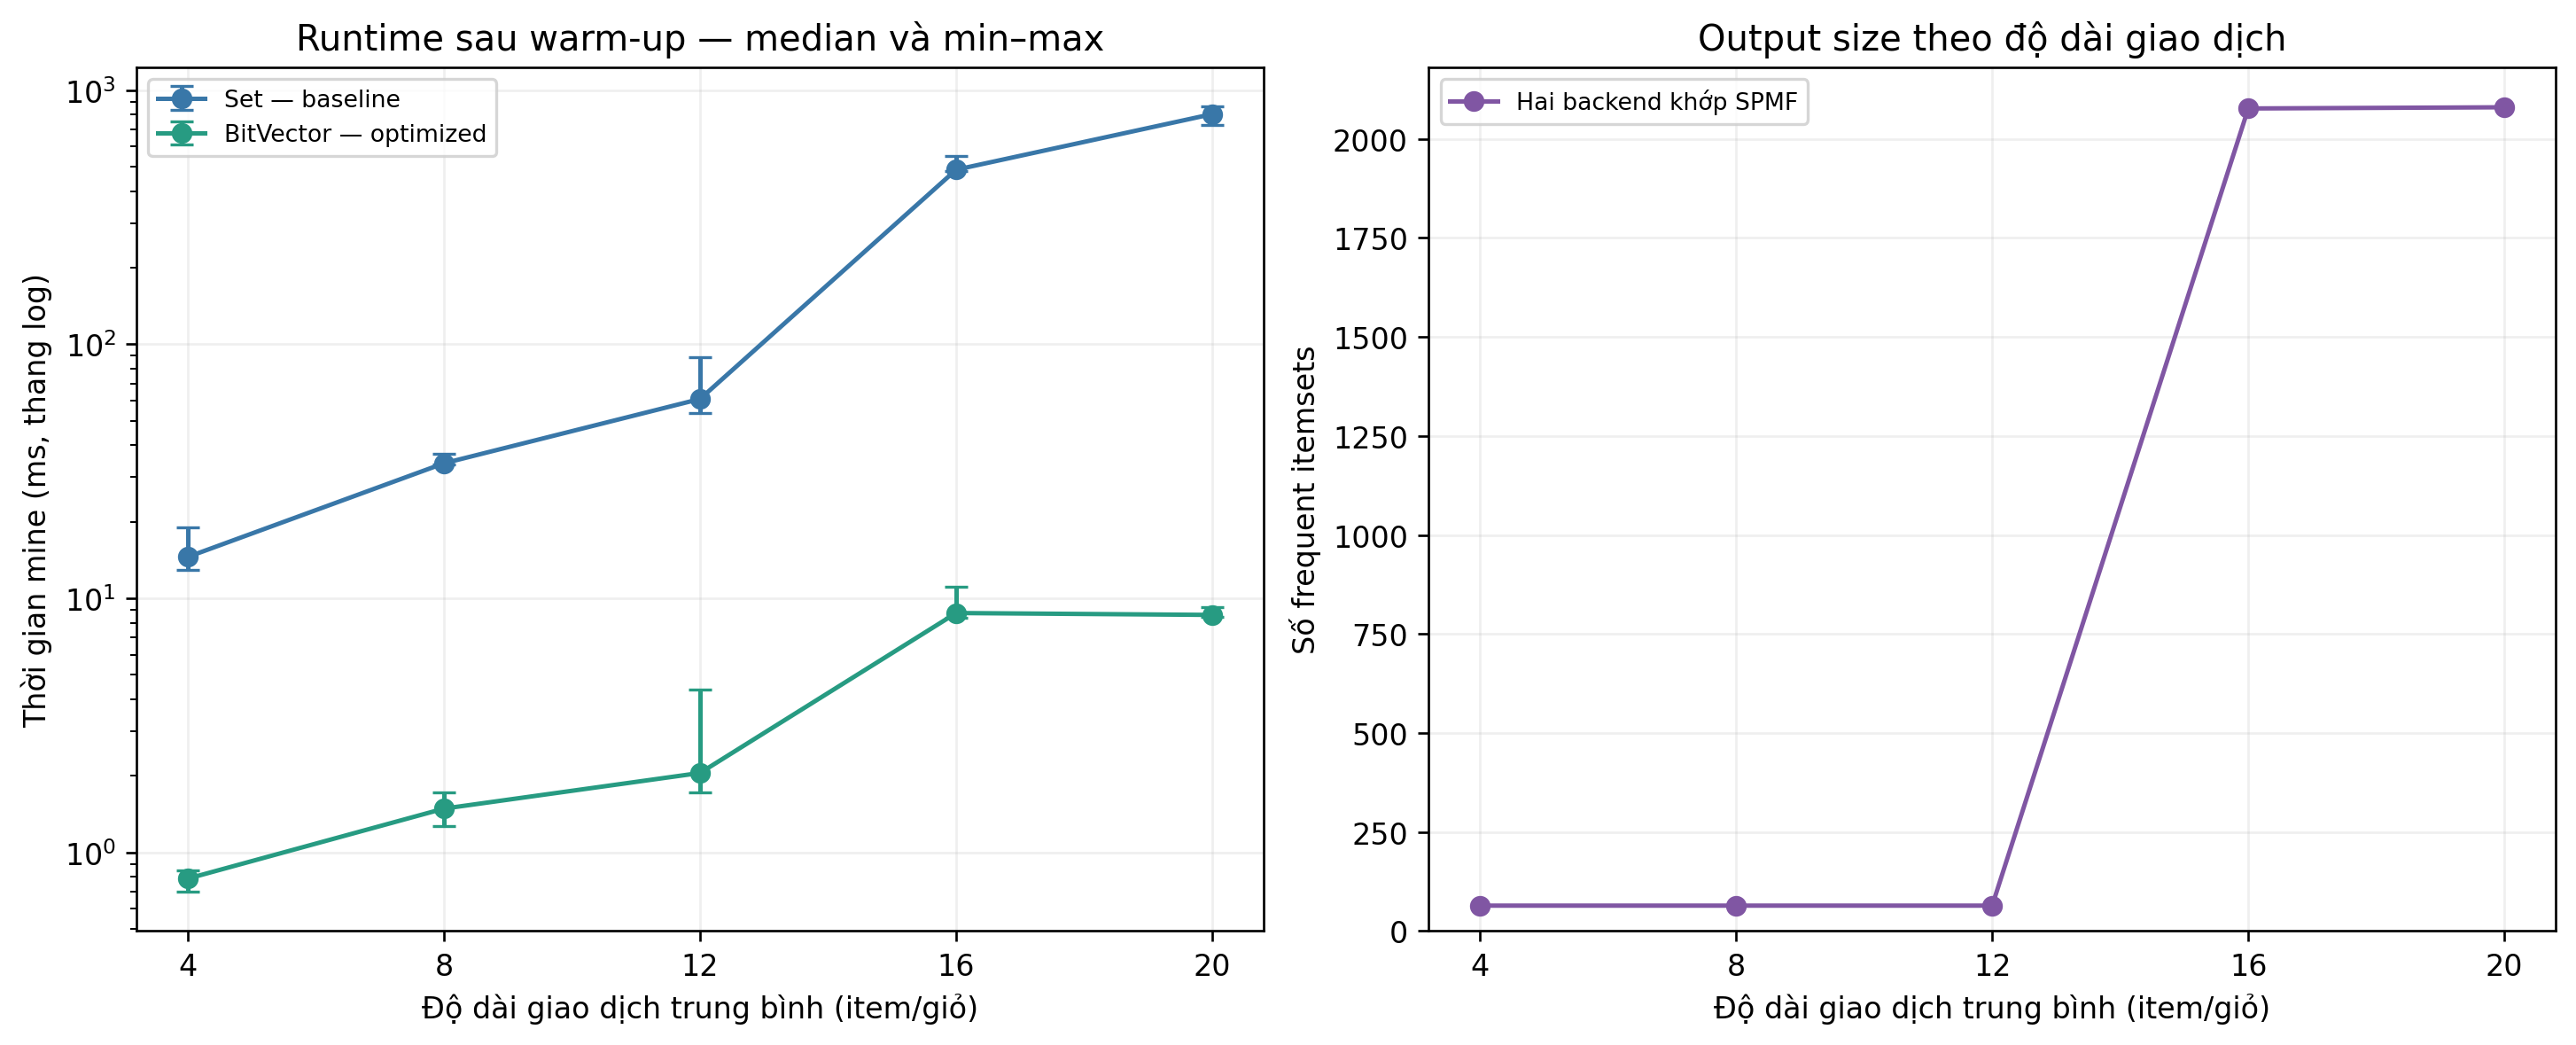 Runtime sau warm-up — median và min–max
Set — baseline
BitVector — optimized
Thời gian mine (ms, thang log)
10³
10²
10¹
10⁰
4 8 12 16 20
Độ dài giao dịch trung bình (item/giỏ)
Output size theo độ dài giao dịch
Hai backend khớp SPMF
Số frequent itemsets
2000
1750
1500
1250
1000
750
500
250
0
4 8 12 16 20
Độ dài giao dịch trung bình (item/giỏ)